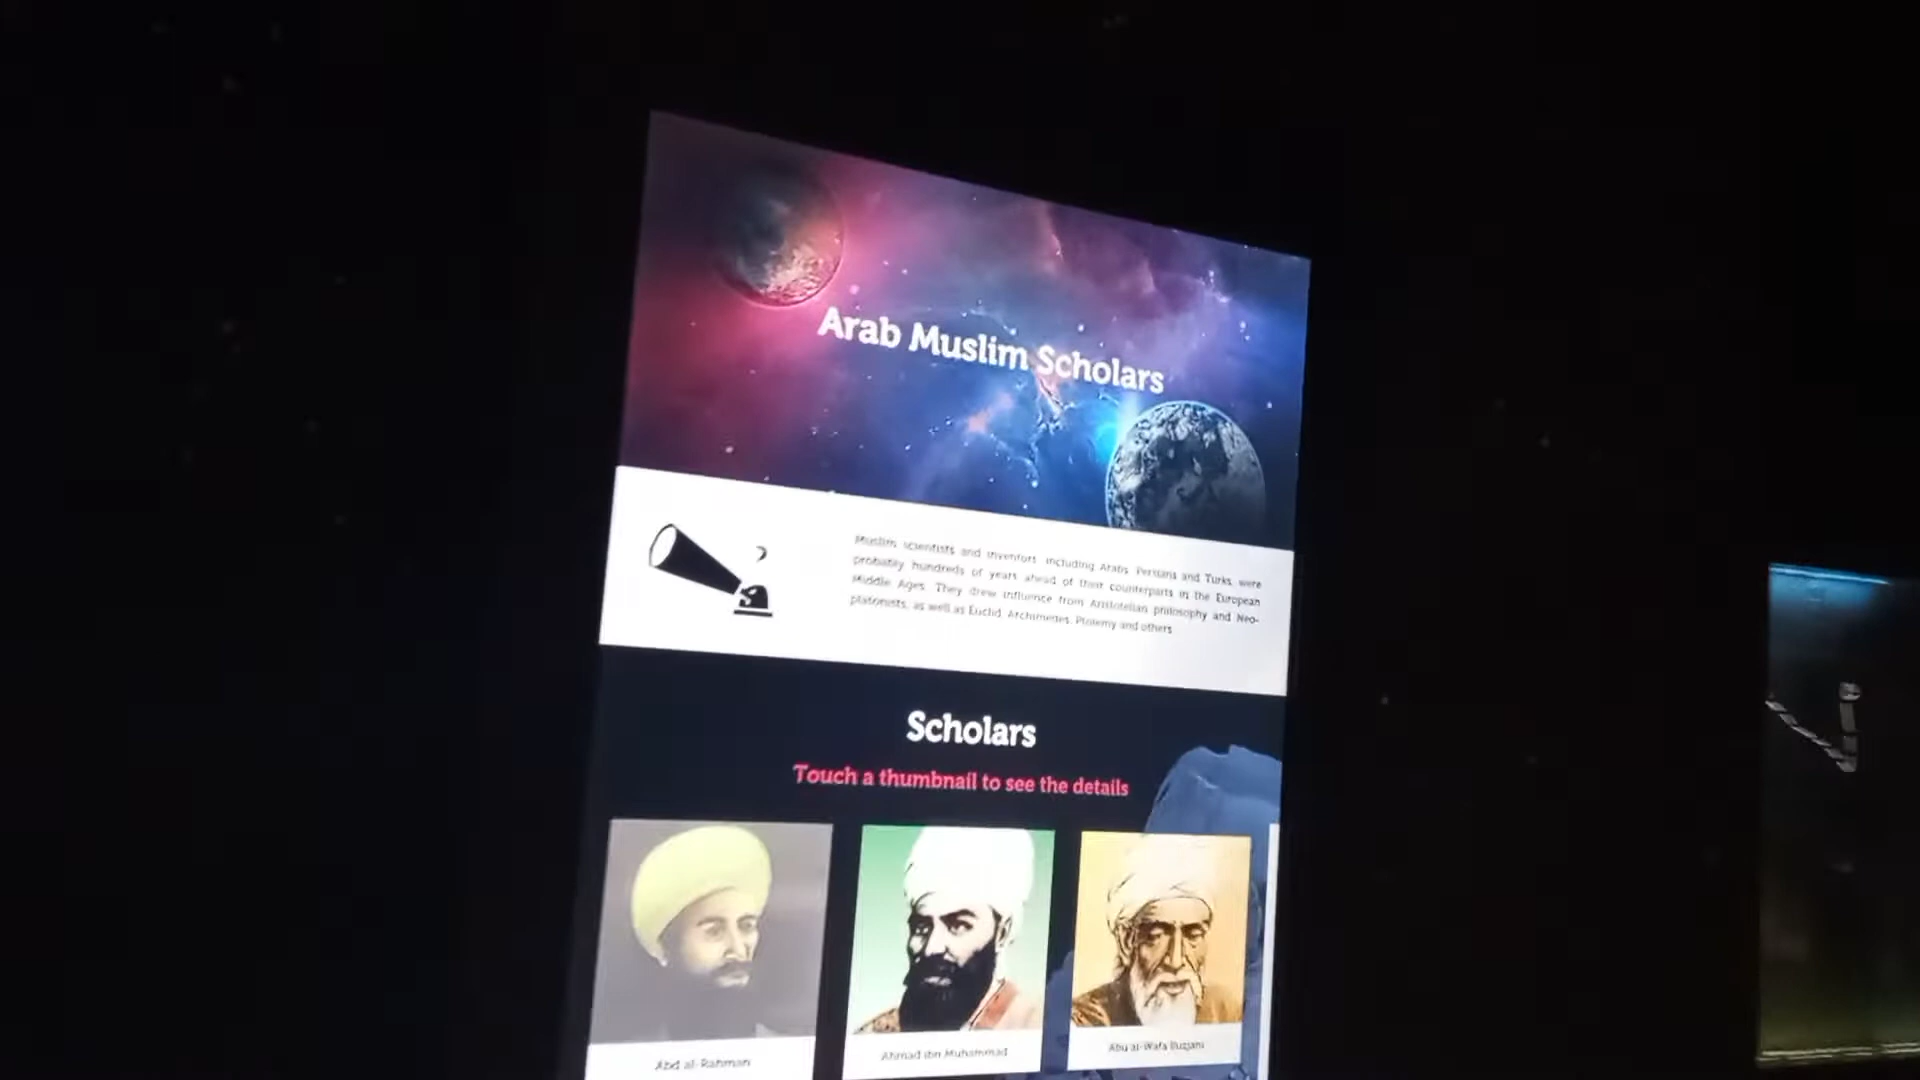 Arab Muslim Scholars
Muslim scientists and inventors, including Arabs, Persians and Turks, were
probably hundreds of years ahead of their counterparts in the European
Middle Ages. They drew influence from Aristotelian philosophy and Neo-
platonists, as well as Euclid, Archimedes, Ptolemy and others.
Scholars
Touch a thumbnail to see the details
Abd al-Rahman
Ahmad ibn Muhammad
Abu al-Wafa Buzjani